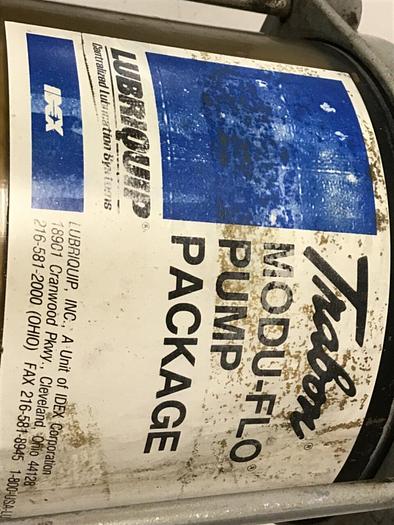 Trabon®
MODU-FLO®
PUMP
PACKAGE
LUBRIQUIP®
Centralized Lubrication Systems
IDEX
LUBRIQUIP, INC., A Unit of IDEX Corporation
18901 Cranwood Pkwy., Cleveland, Ohio 44128
216-581-2000 (OHIO) FAX 216-581-8945